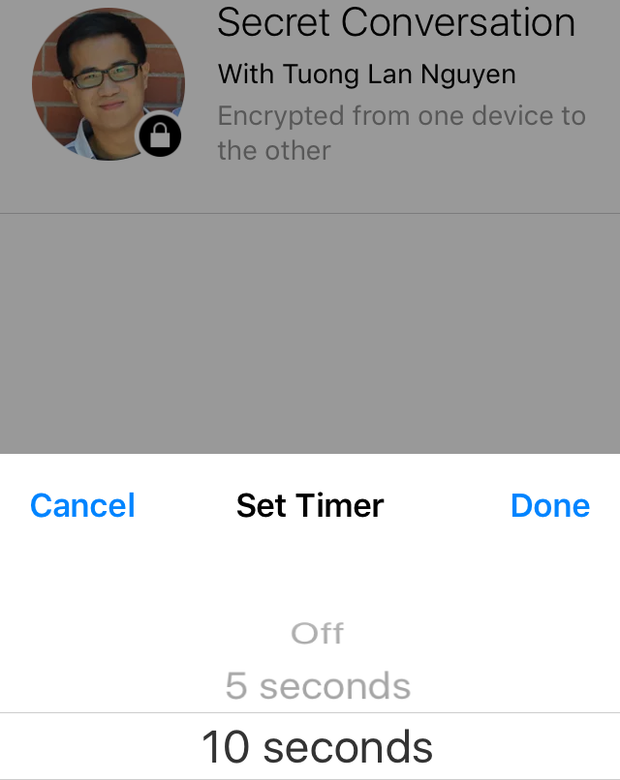 Secret Conversation
With Tuong Lan Nguyen
Encrypted from one device to
the other
Cancel Set Timer Done
Off
5 seconds
10 seconds